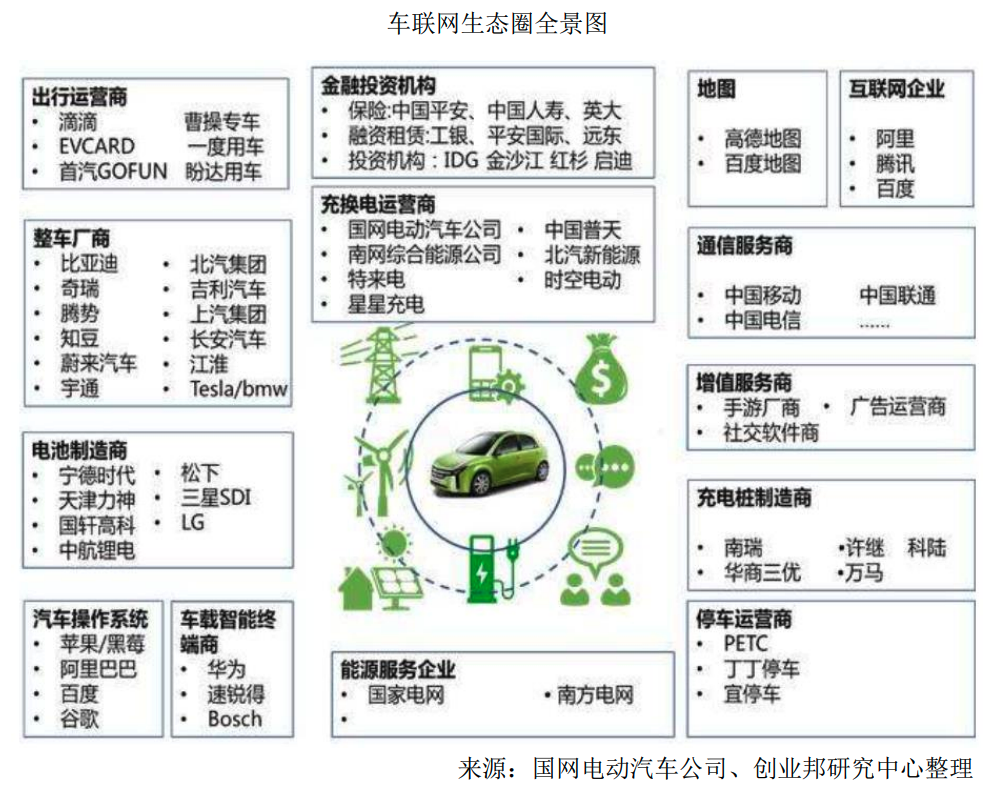 车联网生态圈全景图
出行运营商
• 滴滴 曹操专车
• EVCARD 一度用车
• 首汽GOFUN 盼达用车
金融投资机构
• 保险:中国平安、中国人寿、英大
• 融资租赁:工银、平安国际、远东
• 投资机构：IDG 金沙江 红杉 启迪
地图
• 高德地图
• 百度地图
互联网企业
• 阿里
• 腾讯
• 百度
整车厂商
• 比亚迪 • 北汽集团
• 奇瑞 • 吉利汽车
• 腾势 • 上汽集团
• 知豆 • 长安汽车
• 蔚来汽车 • 江淮
• 宇通 • Tesla/bmw
充换电运营商
• 国网电动汽车公司 • 中国普天
• 南网综合能源公司 • 北汽新能源
• 特来电 • 时空电动
• 星星充电
通信服务商
• 中国移动 中国联通
• 中国电信 ……
增值服务商
• 手游厂商 • 广告运营商
• 社交软件商
电池制造商
• 宁德时代 • 松下
• 天津力神 • 三星SDI
• 国轩高科 • LG
• 中航锂电
充电桩制造商
• 南瑞 •许继 科陆
• 华商三优 •万马
汽车操作系统
• 苹果/黑莓
• 阿里巴巴
• 百度
• 谷歌
车载智能终
端商
• 华为
• 速锐得
• Bosch
能源服务企业
• 国家电网 • 南方电网
•
停车运营商
• PETC
• 丁丁停车
• 宜停车
来源：国网电动汽车公司、创业邦研究中心整理